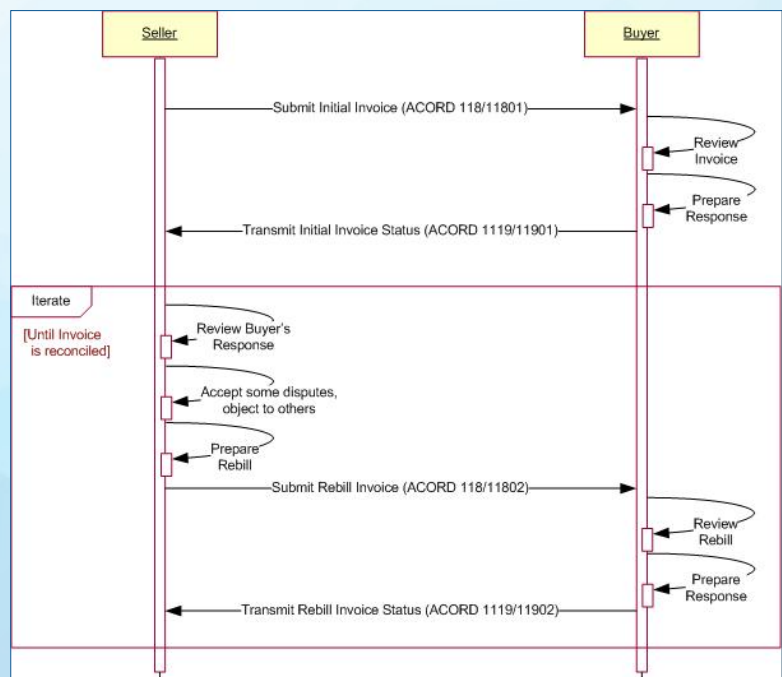 Seller
Buyer
Submit Initial Invoice (ACORD 118/11801)
Review
Invoice
Prepare
Response
Transmit Initial Invoice Status (ACORD 1119/11901)
Iterate
[Until Invoice
is reconciled]
Review Buyer's
Response
Accept some disputes,
object to others
Prepare
Rebill
Submit Rebill Invoice (ACORD 118/11802)
Review
Rebill
Prepare
Response
Transmit Rebill Invoice Status (ACORD 1119/11902)